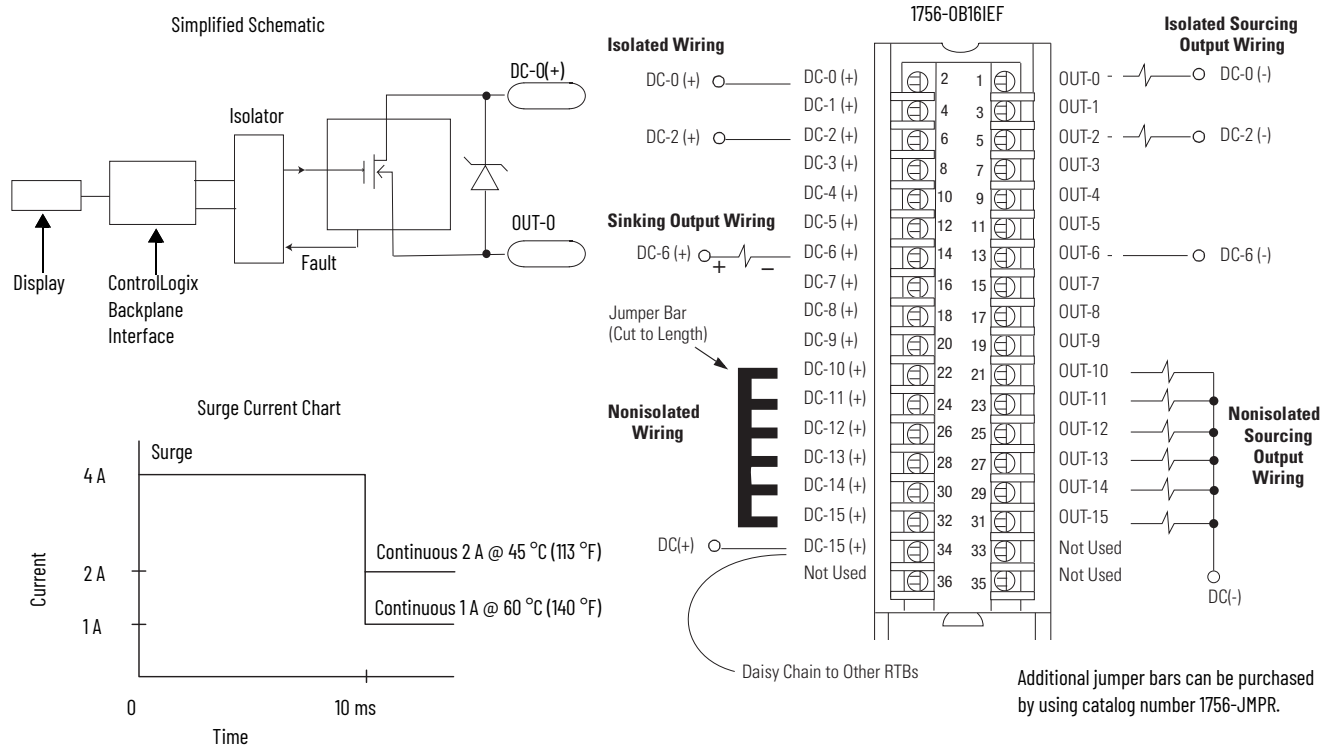 Simplified Schematic
DC-0(+)
Isolator
OUT-0
Fault
Display
ControlLogix
Backplane
Interface
Surge Current Chart
Surge
4 A
2 A
1 A
Current
Continuous 2 A @ 45 °C (113 °F)
Continuous 1 A @ 60 °C (140 °F)
0
10 ms
Time
1756-OB16IEF
Isolated Wiring
Isolated Sourcing
Output Wiring
DC-0 (+) DC-0 (+) 2 1 OUT-0 DC-0 (-)
DC-1 (+) 4 3 OUT-1
DC-2 (+) DC-2 (+) 6 5 OUT-2 DC-2 (-)
DC-3 (+) 8 7 OUT-3
DC-4 (+) 10 9 OUT-4
Sinking Output Wiring
DC-5 (+) 12 11 OUT-5
DC-6 (+) + – DC-6 (+) 14 13 OUT-6 DC-6 (-)
DC-7 (+) 16 15 OUT-7
Jumper Bar
(Cut to Length)
DC-8 (+) 18 17 OUT-8
DC-9 (+) 20 19 OUT-9
DC-10 (+) 22 21 OUT-10
DC-11 (+) 24 23 OUT-11
Nonisolated
Wiring
DC-12 (+) 26 25 OUT-12
DC-13 (+) 28 27 OUT-13
DC-14 (+) 30 29 OUT-14
DC-15 (+) 32 31 OUT-15
Nonisolated
Sourcing
Output
Wiring
DC(+) DC-15 (+) 34 33 Not Used
Not Used 36 35 Not Used
DC(-)
Daisy Chain to Other RTBs
Additional jumper bars can be purchased
by using catalog number 1756-JMPR.